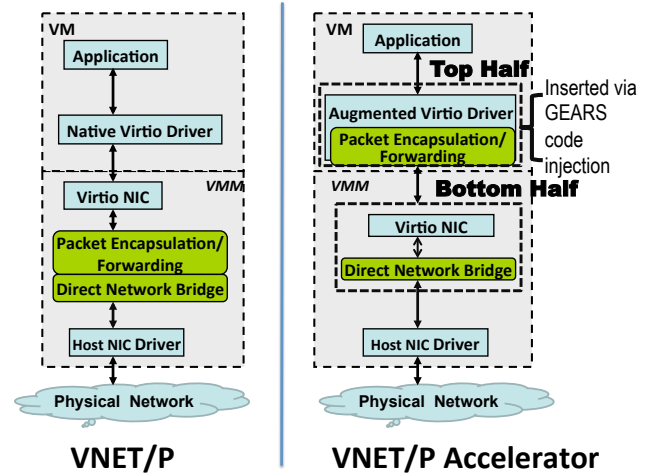 VM
Application
Native Virtio Driver
VMM
Virtio NIC
Packet Encapsulation/
Forwarding
Direct Network Bridge
Host NIC Driver
Physical Network
VNET/P
VM
Application
Top Half
Augmented Virtio Driver
Packet Encapsulation/
Forwarding
Inserted via
GEARS
code
injection
VMM
Bottom Half
Virtio NIC
Direct Network Bridge
Host NIC Driver
Physical Network
VNET/P Accelerator